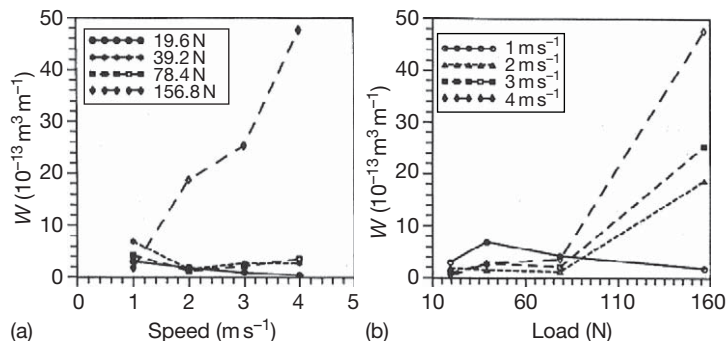 50
40
30
20
10
0
W (10⁻¹³ m³ m⁻¹)
19.6 N
39.2 N
78.4 N
156.8 N
0 1 2 3 4 5
Speed (m s⁻¹)
(a)
50
40
30
20
10
0
W (10⁻¹³ m³ m⁻¹)
1 m s⁻¹
2 m s⁻¹
3 m s⁻¹
4 m s⁻¹
10 60 110 160
Load (N)
(b)